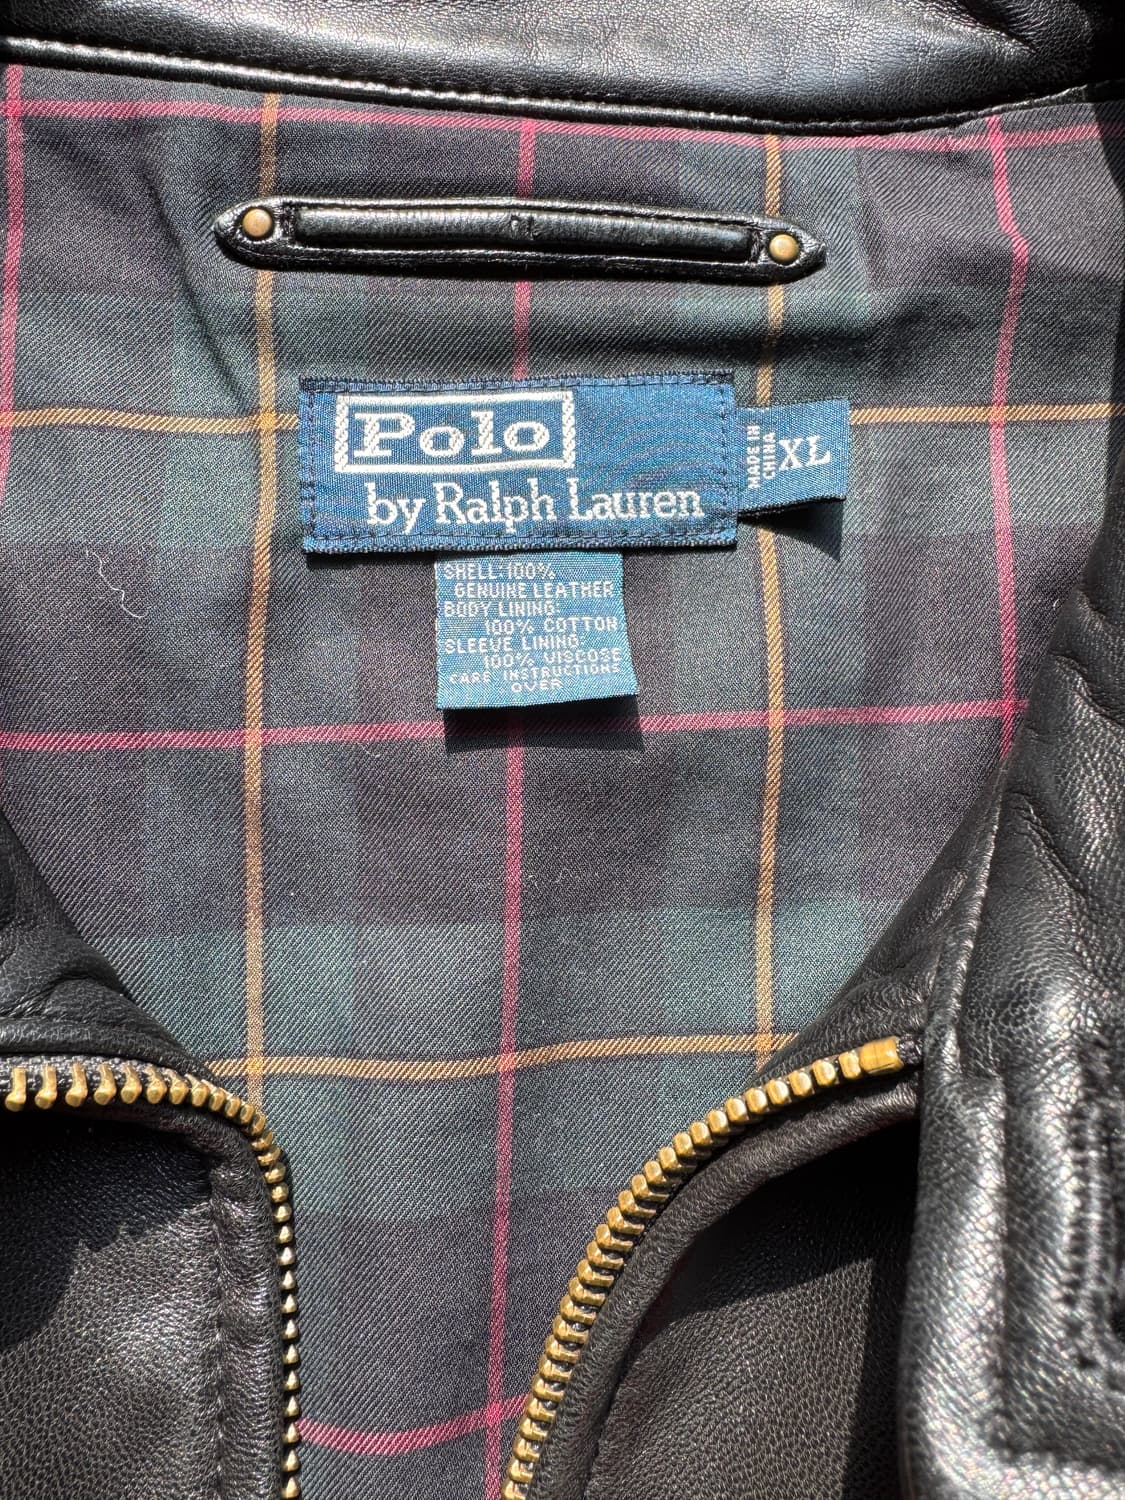 Polo
by Ralph Lauren
MADE IN
CHINA
XL
SHELL: 100%
GENUINE LEATHER
BODY LINING:
100% COTTON
SLEEVE LINING:
100% VISCOSE
CARE INSTRUCTIONS
OVER